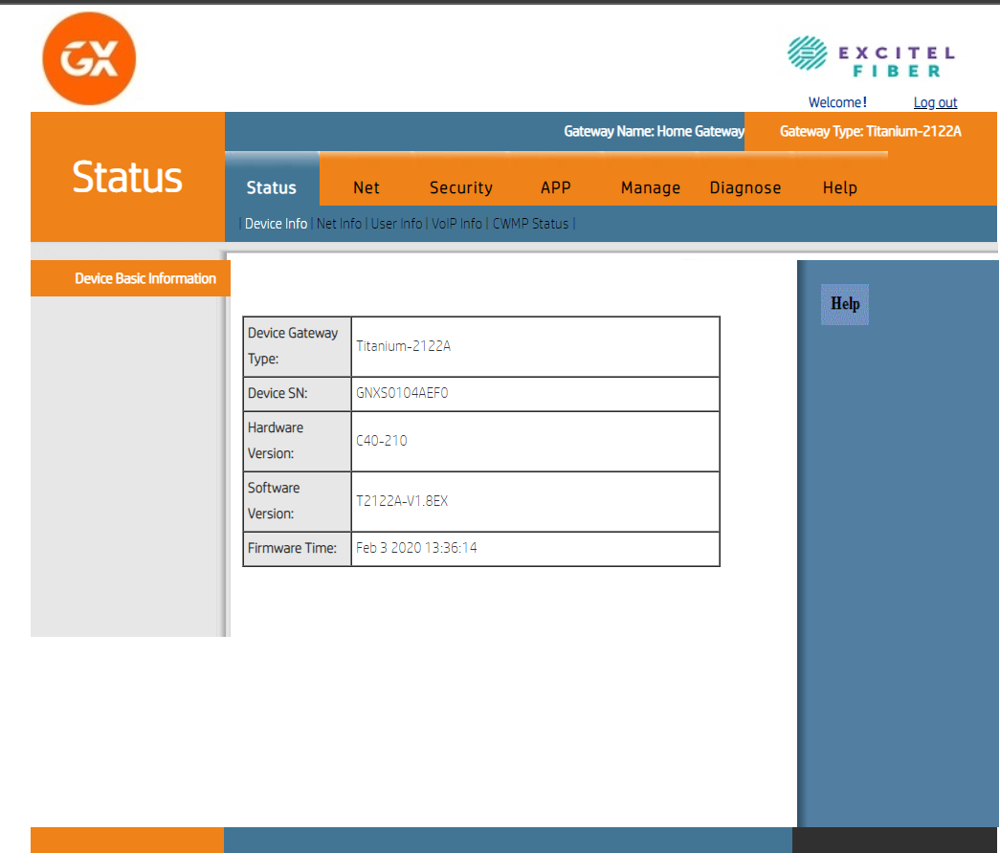 GX
EXCITEL
FIBER
Welcome! Log out
Gateway Name: Home Gateway Gateway Type: Titanium-2122A
Status
Status Net Security APP Manage Diagnose Help
| Device Info | Net Info | User Info | VoIP Info | CWMP Status |
Device Basic Information
Help
Device Gateway
Type:
Titanium-2122A
Device SN: GNXS0104AEF0
Hardware
Version:
C40-210
Software
Version:
T2122A-V1.8EX
Firmware Time: Feb 3 2020 13:36:14